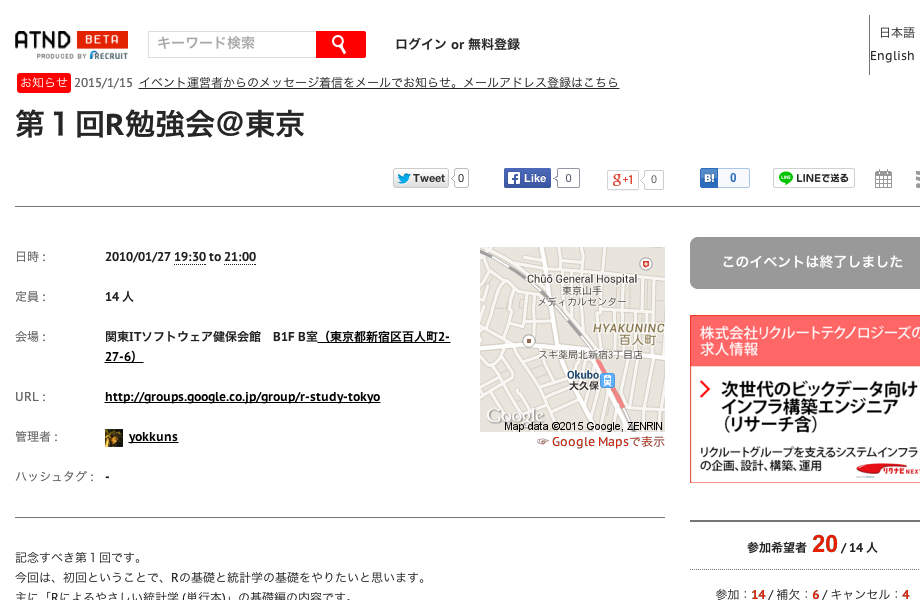 ATND BETA
PRODUCED BY RECRUIT
キーワード検索
ログイン or 無料登録
日本語
English
お知らせ 2015/1/15 イベント運営者からのメッセージ着信をメールでお知らせ。メールアドレス登録はこちら
第１回R勉強会＠東京
Tweet 0
Like 0
g+1 0
B! 0
LINE LINEで送る
日時：
2010/01/27 19:30 to 21:00
定員：
14 人
会場：
関東ITソフトウェア健保会館　B1F B室（東京都新宿区百人町2-
27-6）
URL：
http://groups.google.co.jp/group/r-study-tokyo
管理者：
yokkuns
ハッシュタグ：
-
Chūō General Hospital
東京山手
メディカルセンター
HYAKUNINC
百人町
スギ薬局北新宿3丁目店
Okubo
大久保
Google
Map data ©2015 Google, ZENRIN
☞ Google Mapsで表示
このイベントは終了しました
株式会社リクルートテクノロジーズの
求人情報
次世代のビックデータ向け
インフラ構築エンジニア
（リサーチ含）
リクルートグループを支えるシステムインフラ
の企画、設計、構築、運用
リクナビNEXT
参加希望者 20 / 14 人
参加：14 / 補欠：6 / キャンセル：4
記念すべき第１回です。
今回は、初回ということで、Rの基礎と統計学の基礎をやりたいと思います。
主に「Rによるやさしい統計学 (単行本)」の基礎編の内容です。